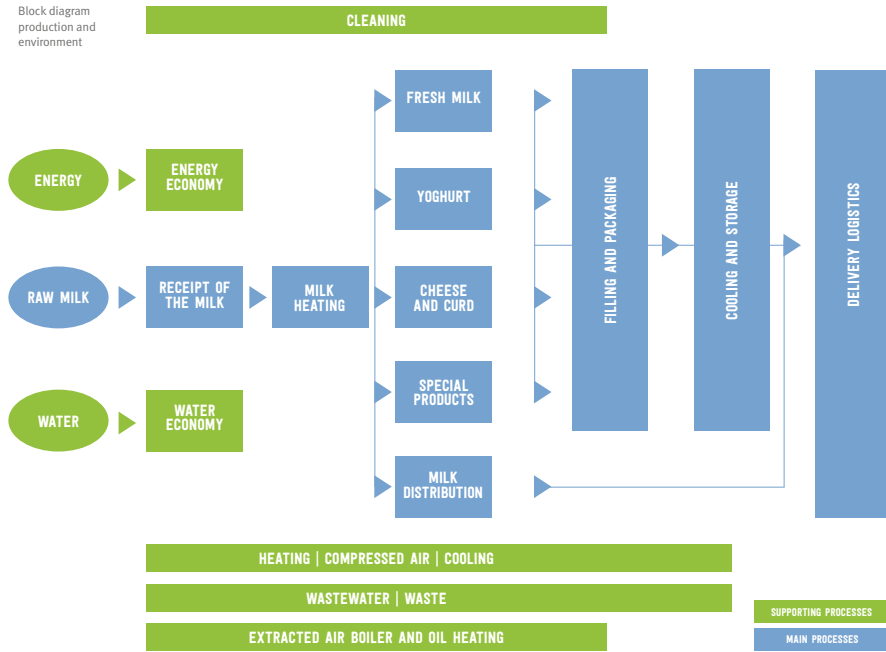 Block diagram
production and
environment
CLEANING
FRESH MILK
ENERGY
ENERGY
ECONOMY
YOGHURT
RAW MILK
RECEIPT OF
THE MILK
MILK
HEATING
CHEESE
AND CURD
FILLING AND PACKAGING
COOLING AND STORAGE
DELIVERY LOGISTICS
SPECIAL
PRODUCTS
WATER
WATER
ECONOMY
MILK
DISTRIBUTION
HEATING | COMPRESSED AIR | COOLING
WASTEWATER | WASTE
EXTRACTED AIR BOILER AND OIL HEATING
SUPPORTING PROCESSES
MAIN PROCESSES